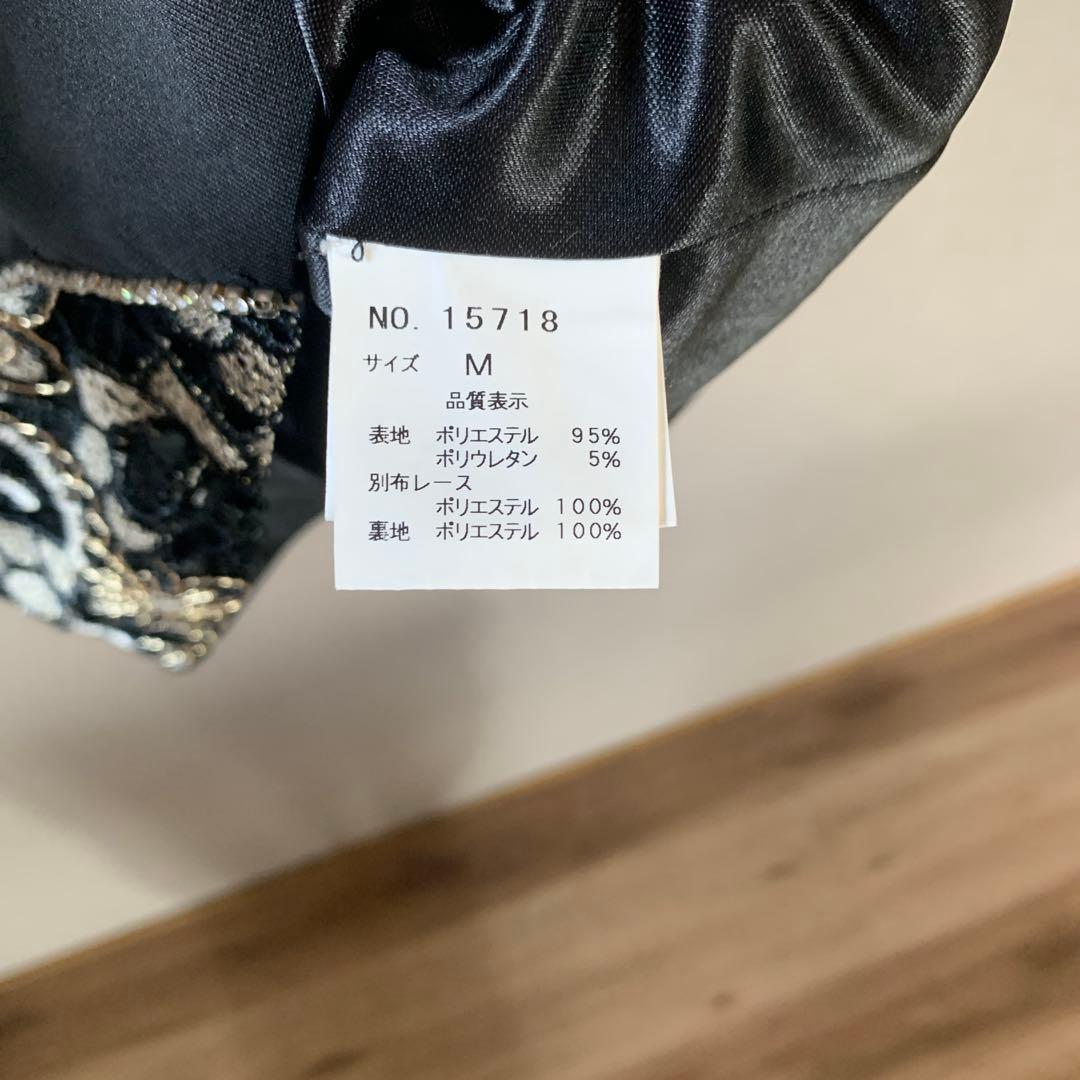 NO. 15718
サイズ M
品質表示
表地 ポリエステル 95%
ポリウレタン 5%
別布レース
ポリエステル 100%
裏地 ポリエステル 100%